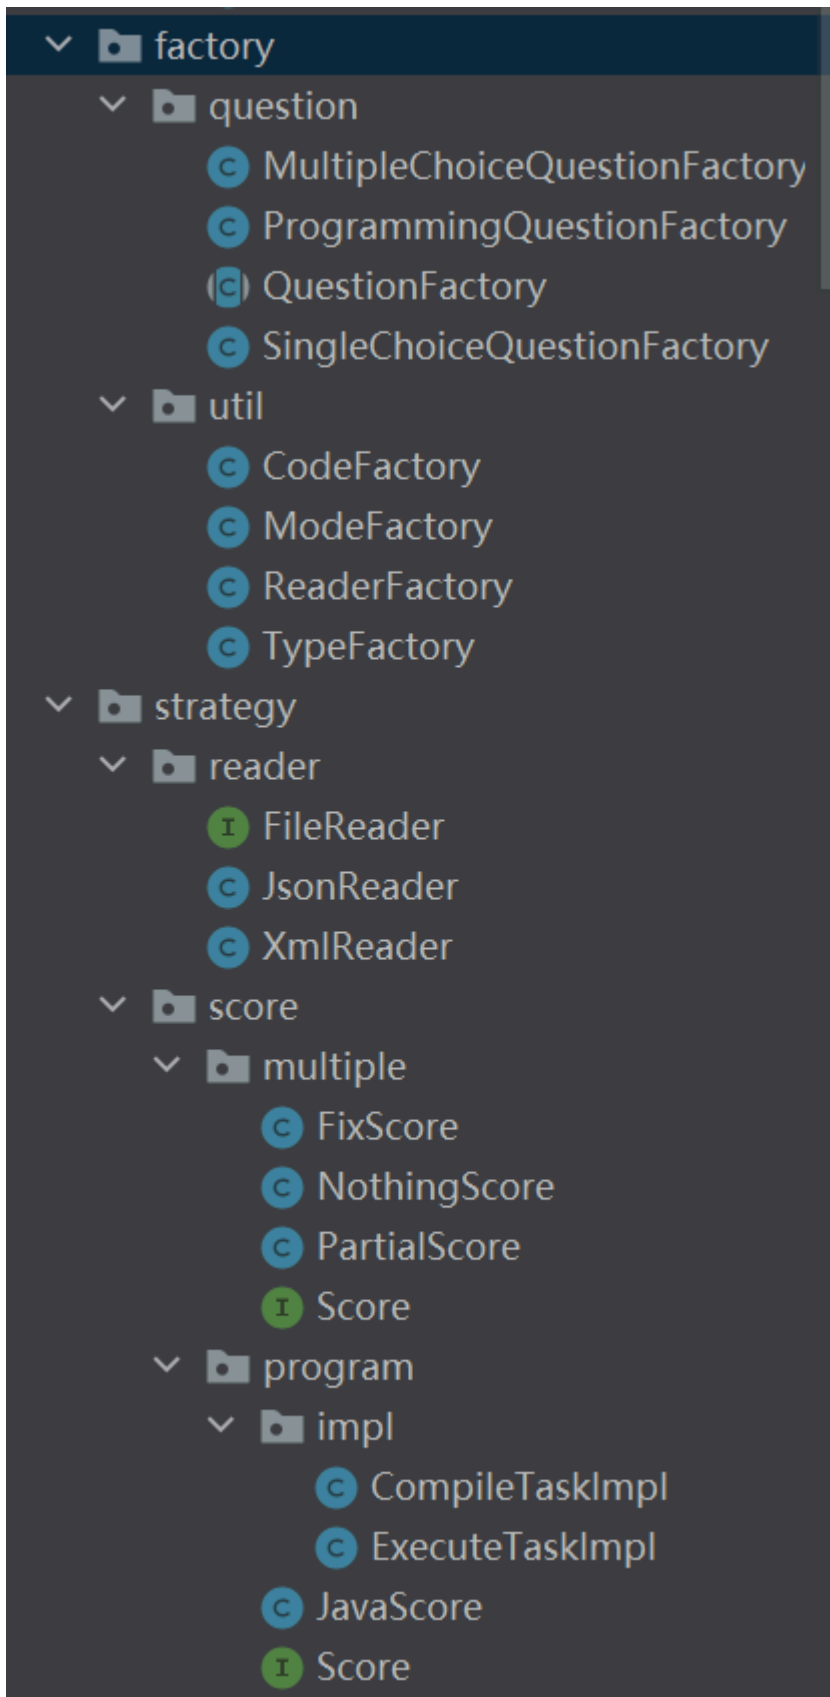 factory
question
MultipleChoiceQuestionFactory
ProgrammingQuestionFactory
QuestionFactory
SingleChoiceQuestionFactory
util
CodeFactory
ModeFactory
ReaderFactory
TypeFactory
strategy
reader
FileReader
JsonReader
XmlReader
score
multiple
FixScore
NothingScore
PartialScore
Score
program
impl
CompileTaskImpl
ExecuteTaskImpl
JavaScore
Score